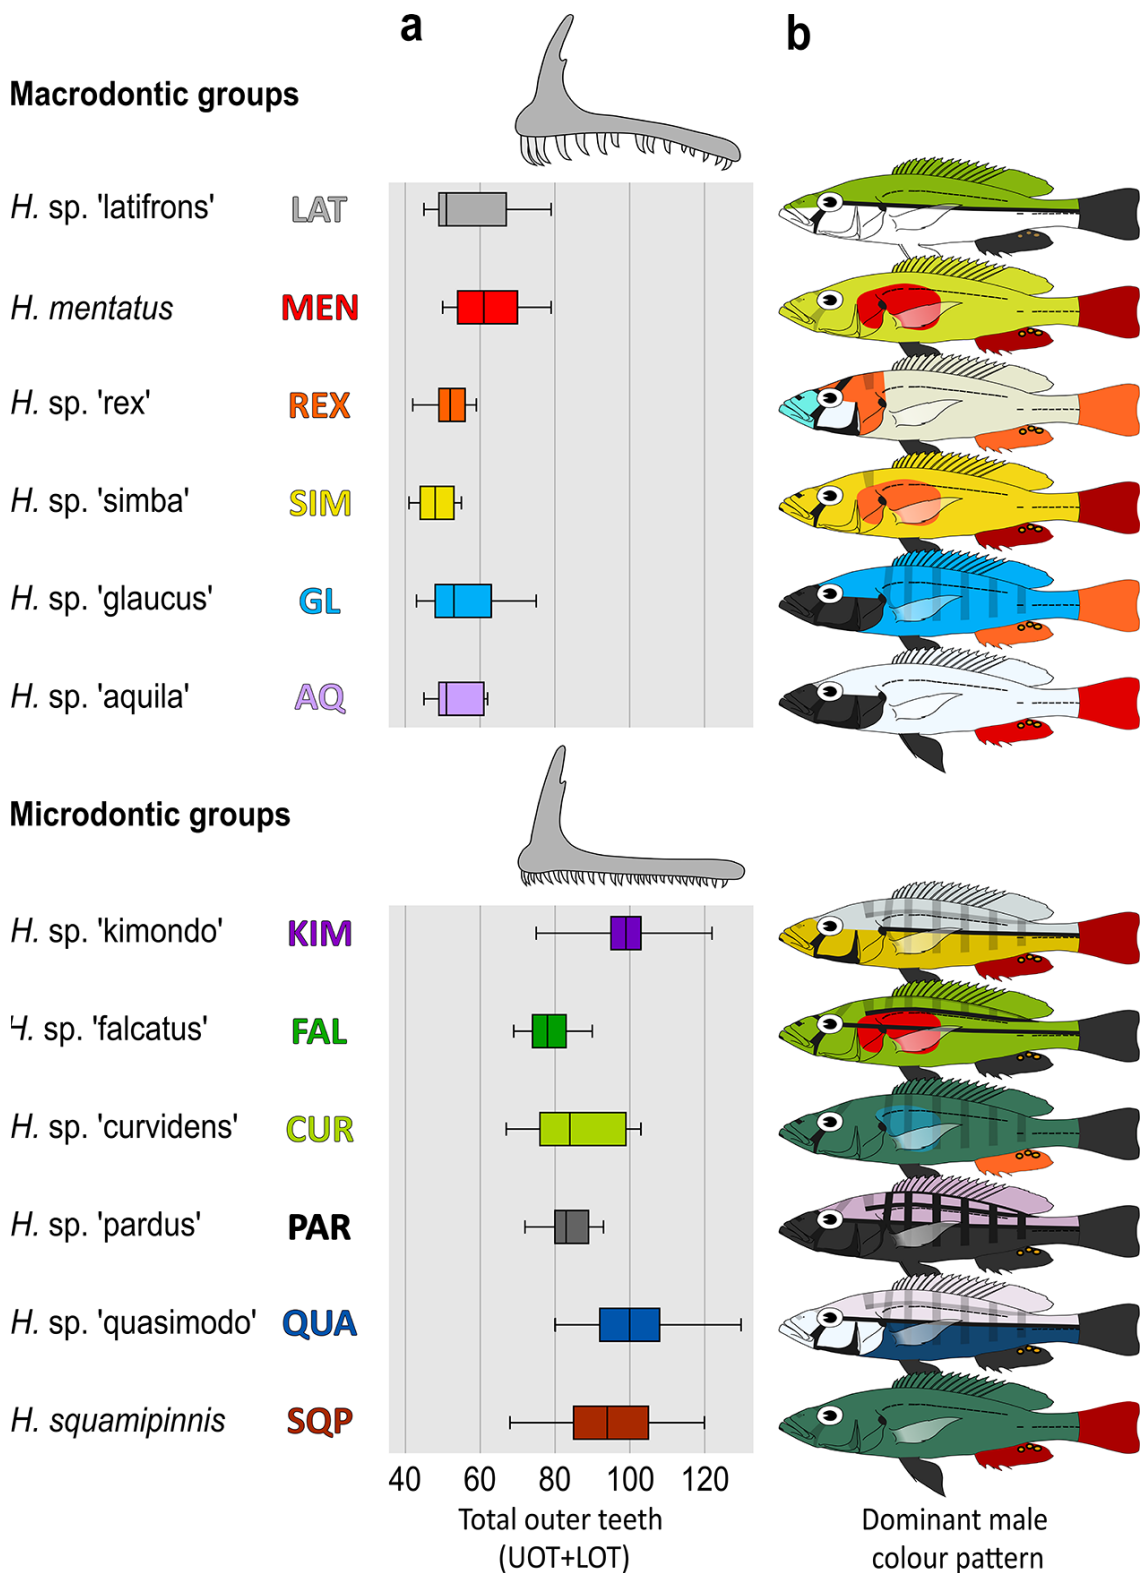 a
b
Macrodontic groups
H. sp. 'latifrons' LAT
H. mentatus MEN
H. sp. 'rex' REX
H. sp. 'simba' SIM
H. sp. 'glaucus' GL
H. sp. 'aquila' AQ
Microdontic groups
H. sp. 'kimondo' KIM
H. sp. 'falcatus' FAL
H. sp. 'curvidens' CUR
H. sp. 'pardus' PAR
H. sp. 'quasimodo' QUA
H. squamipinnis SQP
40 60 80 100 120
Total outer teeth
(UOT+LOT)
Dominant male
colour pattern